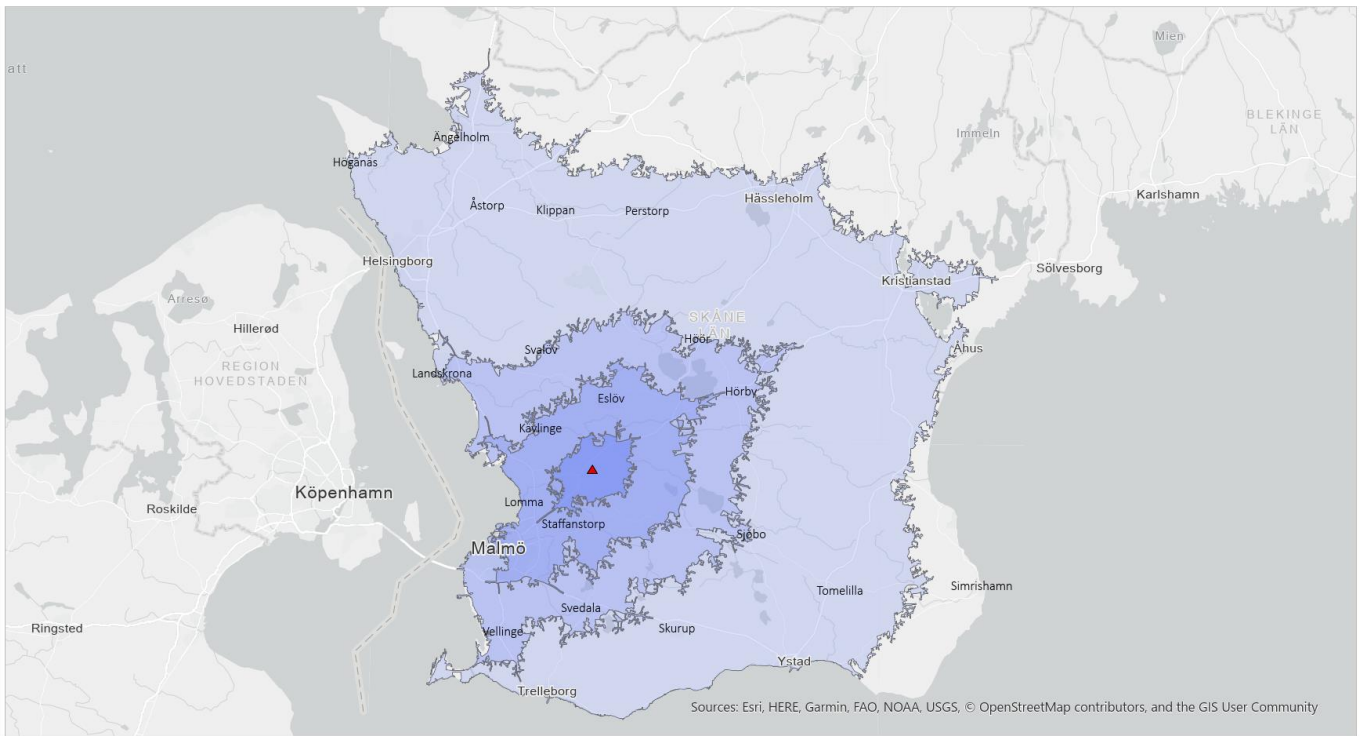 Mien
att
BLEKINGE
LÄN
Immeln
Ängelholm
Höganäs
Karlshamn
Hässleholm
Åstorp
Klippan
Perstorp
Helsingborg
Sölvesborg
Kristianstad
Arresø
Hillerød
SKÅNE
LÄN
Höör
Svalöv
Åhus
REGION
HOVEDSTADEN
Landskrona
Hörby
Eslöv
Kävlinge
Köpenhamn
Lomma
Roskilde
Staffanstorp
Sjöbo
Malmö
Simrishamn
Tomelilla
Svedala
Ringsted
Vellinge
Skurup
Ystad
Trelleborg
Sources: Esri, HERE, Garmin, FAO, NOAA, USGS, © OpenStreetMap contributors, and the GIS User Community